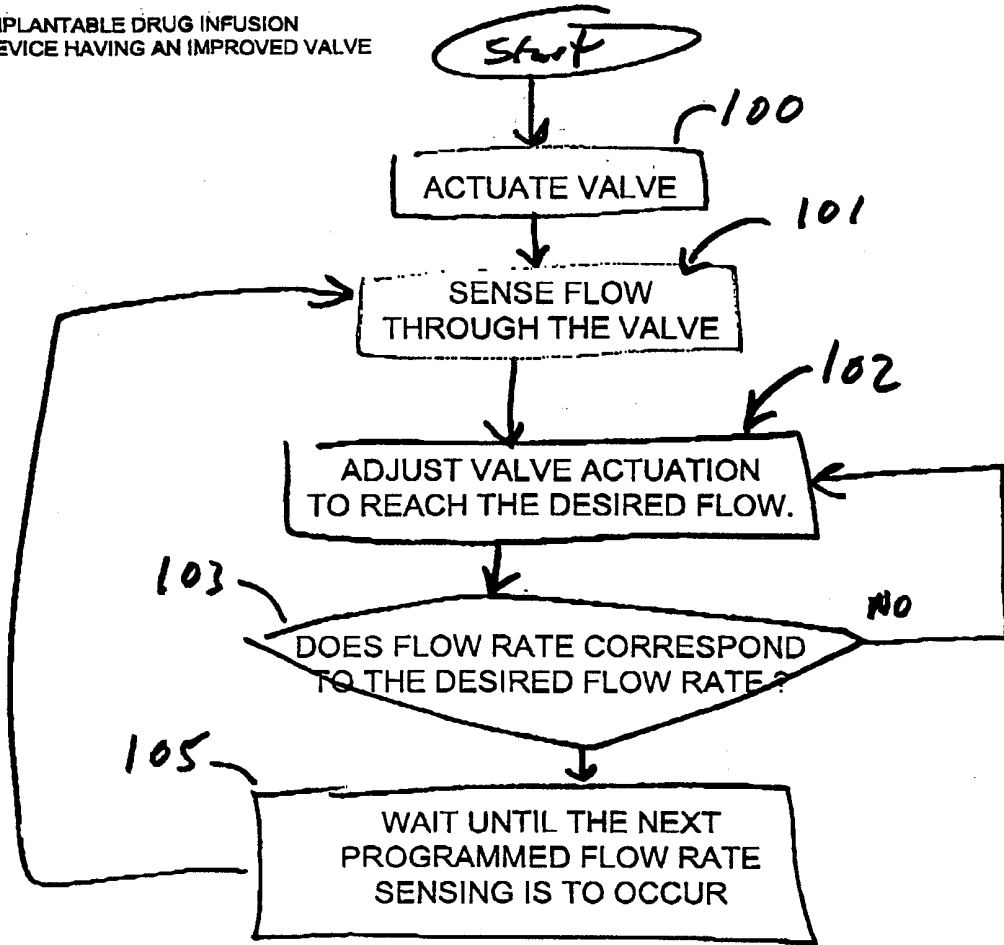 MPLANTABLE DRUG INFUSION
EVICE HAVING AN IMPROVED VALVE
Start
100
ACTUATE VALVE
101
SENSE FLOW
THROUGH THE VALVE
102
ADJUST VALVE ACTUATION
TO REACH THE DESIRED FLOW.
103
NO
DOES FLOW RATE CORRESPOND
TO THE DESIRED FLOW RATE ?
105
WAIT UNTIL THE NEXT
PROGRAMMED FLOW RATE
SENSING IS TO OCCUR